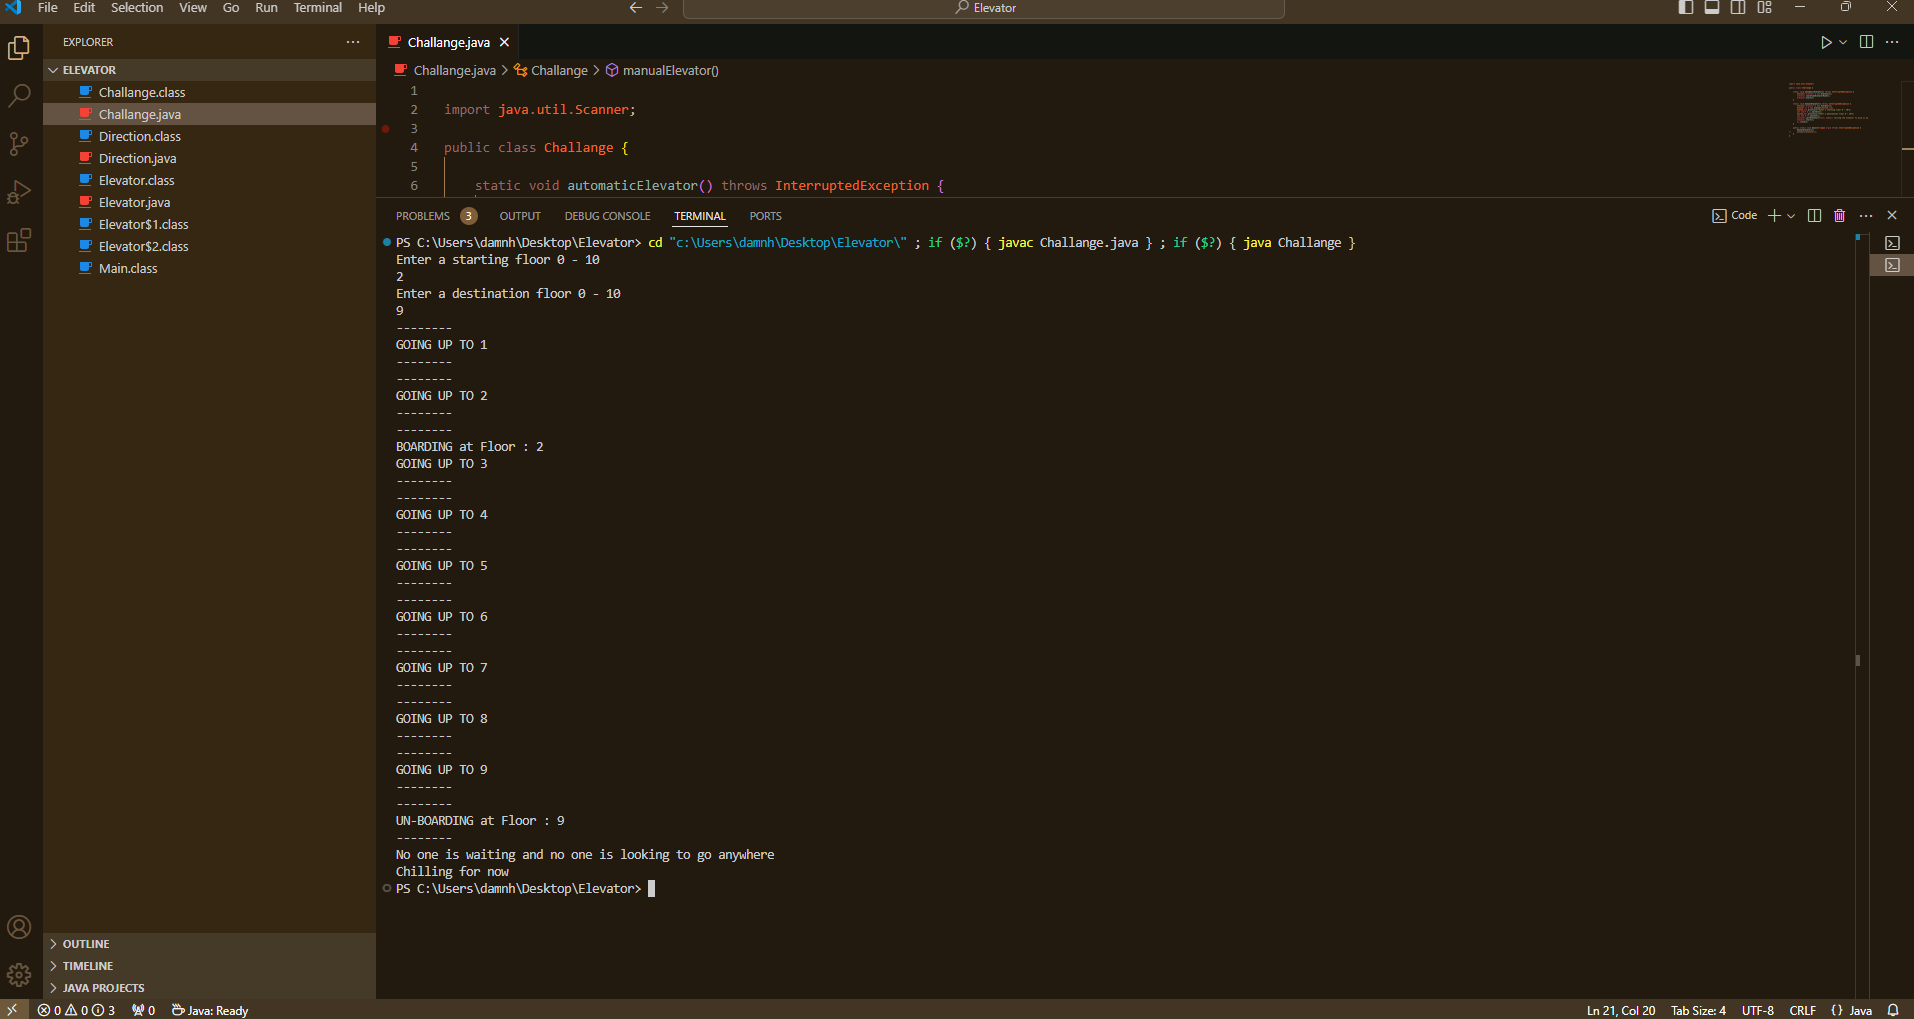 File Edit Selection View Go Run Terminal Help
Elevator
EXPLORER
ELEVATOR
Challange.class
Challange.java
Direction.class
Direction.java
Elevator.class
Elevator.java
Elevator$1.class
Elevator$2.class
Main.class
OUTLINE
TIMELINE
JAVA PROJECTS
Challange.java
Challange.java > Challange > manualElevator()
1
2 import java.util.Scanner;
3
4 public class Challange {
5
6 static void automaticElevator() throws InterruptedException {
PROBLEMS 3 OUTPUT DEBUG CONSOLE TERMINAL PORTS
Code
PS C:\Users\damnh\Desktop\Elevator> cd "c:\Users\damnh\Desktop\Elevator\" ; if ($?) { javac Challange.java } ; if ($?) { java Challange }
Enter a starting floor 0 - 10
2
Enter a destination floor 0 - 10
9
--------
GOING UP TO 1
--------
--------
GOING UP TO 2
--------
--------
BOARDING at Floor : 2
GOING UP TO 3
--------
--------
GOING UP TO 4
--------
--------
GOING UP TO 5
--------
--------
GOING UP TO 6
--------
--------
GOING UP TO 7
--------
--------
GOING UP TO 8
--------
--------
GOING UP TO 9
--------
--------
UN-BOARDING at Floor : 9
--------
No one is waiting and no one is looking to go anywhere
Chilling for now
PS C:\Users\damnh\Desktop\Elevator>
0 0 3 0 Java: Ready
Ln 21, Col 20 Tab Size: 4 UTF-8 CRLF {} Java